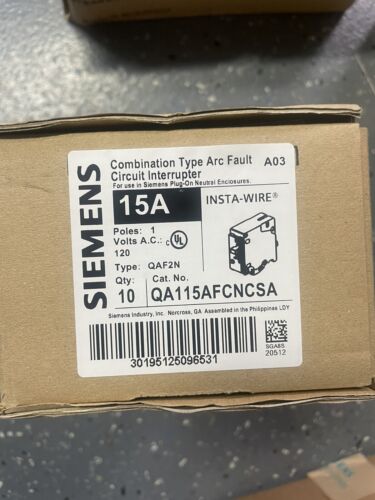 SIEMENS
Combination Type Arc Fault A03
Circuit Interrupter
For use in Siemens Plug-On Neutral Enclosures.
15A INSTA-WIRE®
Poles: 1
Volts A.C.: c UL
120
Type: QAF2N
Qty: Cat. No.
10 QA115AFCNCSA
Siemens Industry, Inc. Norcross, GA Assembled in the Philippines LDY
30195125096531
SGABS
20512